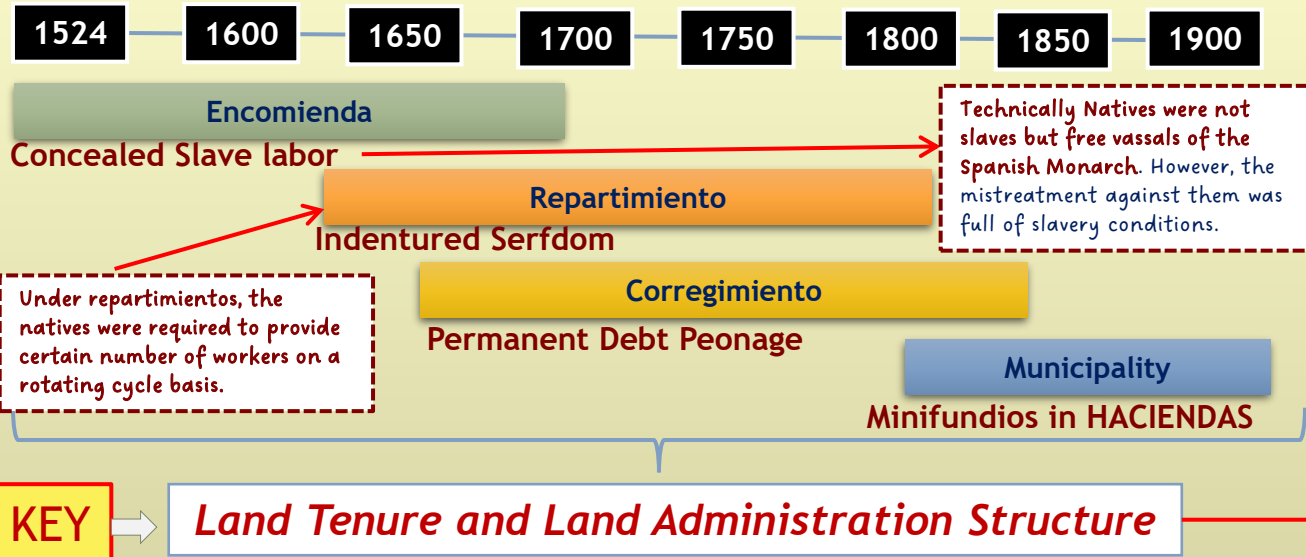 1524 1600 1650 1700 1750 1800 1850 1900
Encomienda
Concealed Slave labor
Technically Natives were not
slaves but free vassals of the
Spanish Monarch. However, the
mistreatment against them was
full of slavery conditions.
Repartimiento
Indentured Serfdom
Under repartimientos, the
natives were required to provide
certain number of workers on a
rotating cycle basis.
Corregimiento
Permanent Debt Peonage
Municipality
Minifundios in HACIENDAS
KEY
Land Tenure and Land Administration Structure